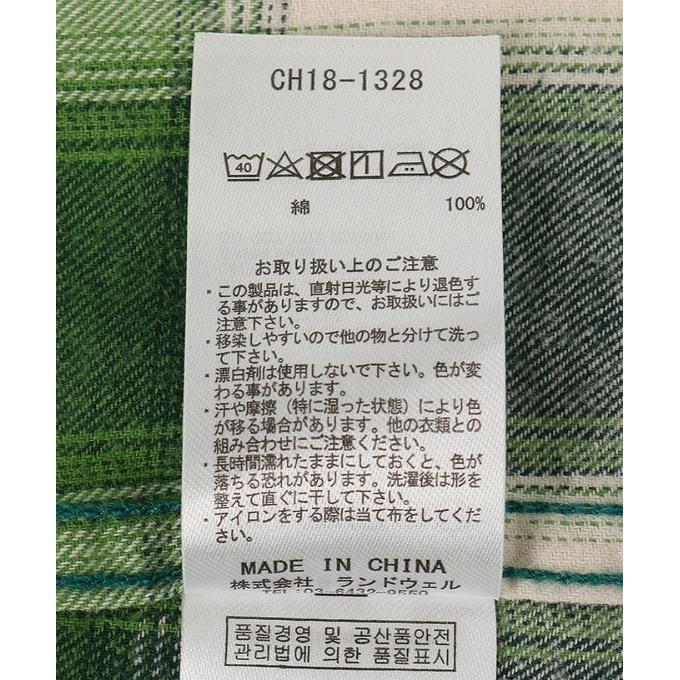 CH18-1328
40
綿 100%
お取り扱い上のご注意
・この製品は、直射日光等により退色す
る事がありますので、お取扱いにはご
注意下さい。
・移染しやすいので他の物と分けて洗っ
て下さい。
・漂白剤は使用しないで下さい。色が変
わる事があります。
・汗や摩擦（特に湿った状態）により色
が移る場合があります。他の衣類との
組み合わせにご注意ください。
・長時間濡れたままにしておくと、色が
落ちる恐れがあります。洗濯後は形を
整えて直ぐに干して下さい。
・アイロンをする際は当て布をしてくだ
さい。
MADE IN CHINA
株式会社 ランドウェル
품질경영 및 공산품안전
관리법에 의한 품질표시